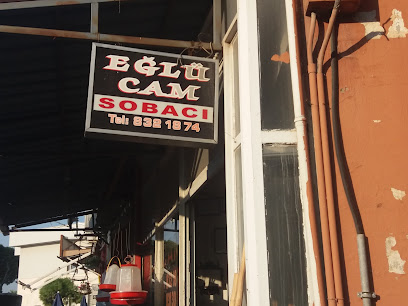 EĞLÜ
CAM
SOBACI
Tel: 832 1874